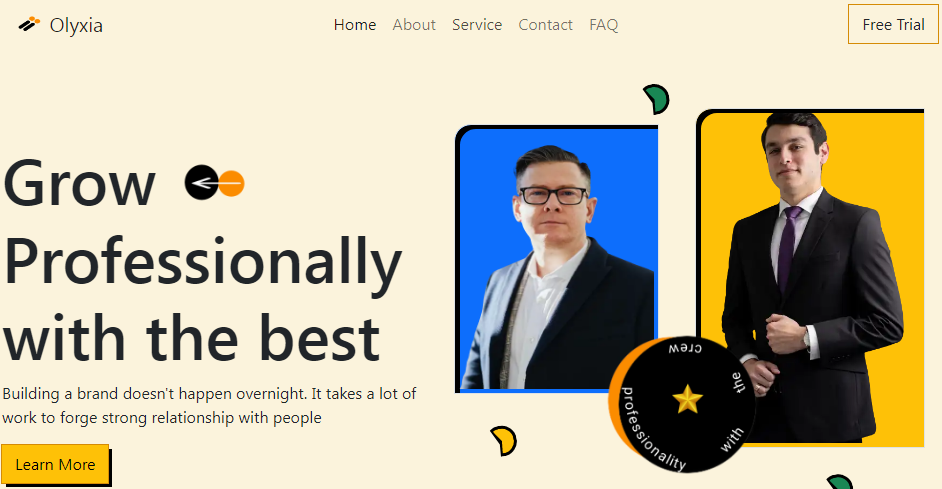 Olyxia
Home About Service Contact FAQ
Free Trial
Grow
Professionally
with the best
Building a brand doesn't happen overnight. It takes a lot of
work to forge strong relationship with people
Learn More
professionality with the crew